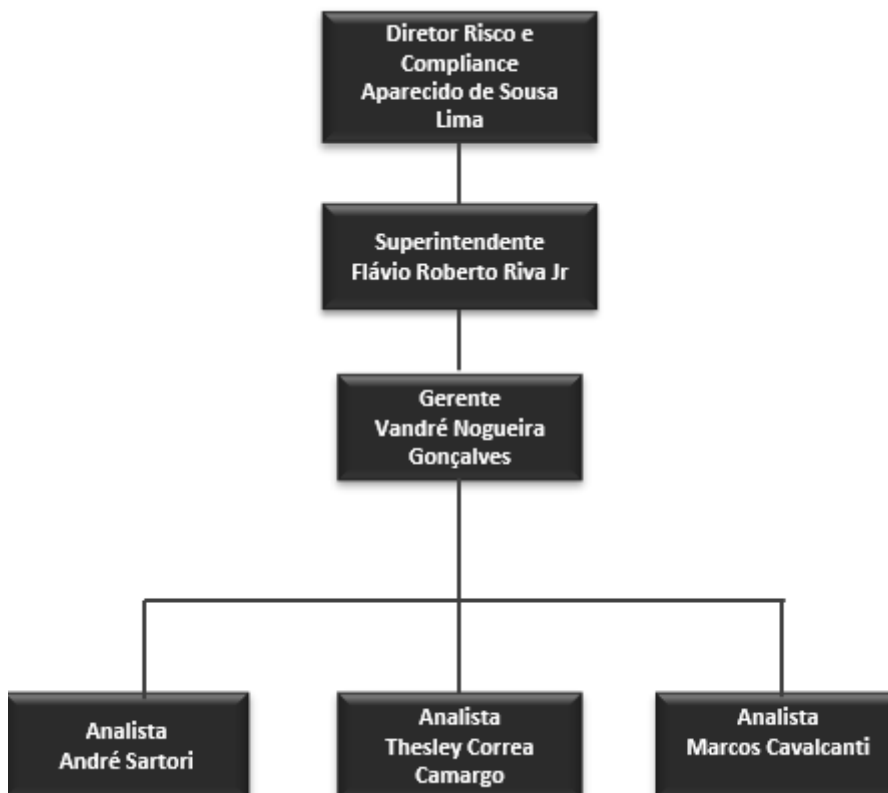 Diretor Risco e
Compliance
Aparecido de Sousa
Lima
Superintendente
Flávio Roberto Riva Jr
Gerente
Vandré Nogueira
Gonçalves
Analista
André Sartori
Analista
Thesley Correa
Camargo
Analista
Marcos Cavalcanti